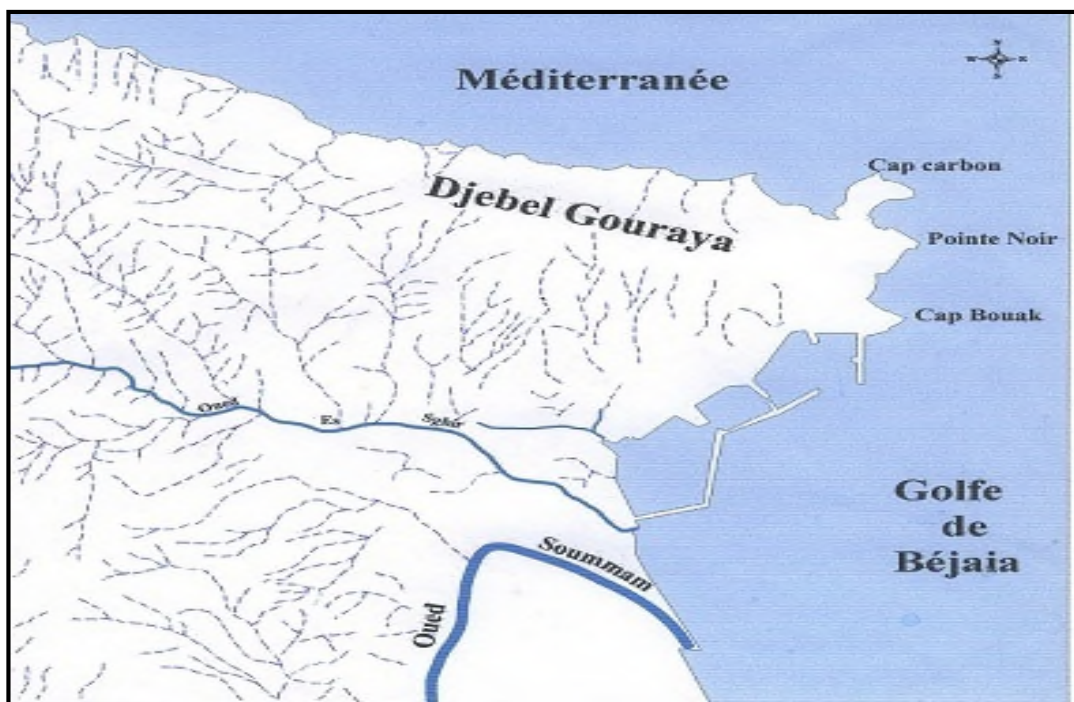 N
W E
S
Méditerranée
Cap carbon
Djebel Gouraya
Pointe Noir
Cap Bouak
Oued Es Sghir
Golfe
de
Béjaia
Oued Soummam